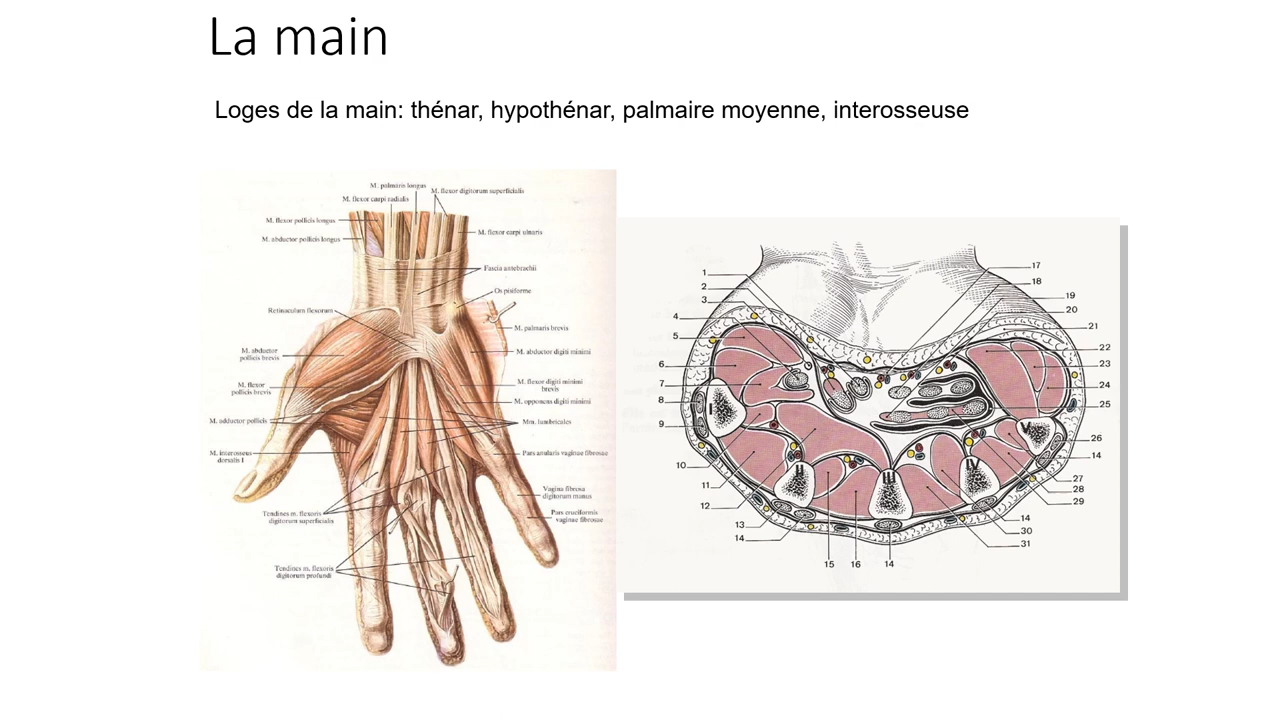 La main
Loges de la main: thénar, hypothénar, palmaire moyenne, interosseuse
M. palmaris longus
M. flexor digitorum superficialis
M. flexor carpi radialis
M. flexor pollicis longus
M. flexor carpi ulnaris
M. abductor pollicis longus
Fascia antebrachii
Os pisiforme
Retinaculum flexorum
M. palmaris brevis
M. abductor
pollicis brevis
M. abductor digiti minimi
M. flexor
pollicis brevis
M. flexor digiti minimi
brevis
M. opponens digiti minimi
M. adductor pollicis
Mm. lumbricales
M. interosseus
dorsalis I
Pars anularis vaginae fibrosae
Vagina fibrosa
digitorum manus
Tendines m. flexoris
digitorum superficialis
Pars cruciformis
vaginae fibrosae
Tendines m. flexoris
digitorum profundi
1
2
3
4
5
6
7
8
9
10
11
12
13
14
15
16
14
17
18
19
20
21
22
23
24
25
26
14
27
28
29
14
30
31
I
II
III
IV
V